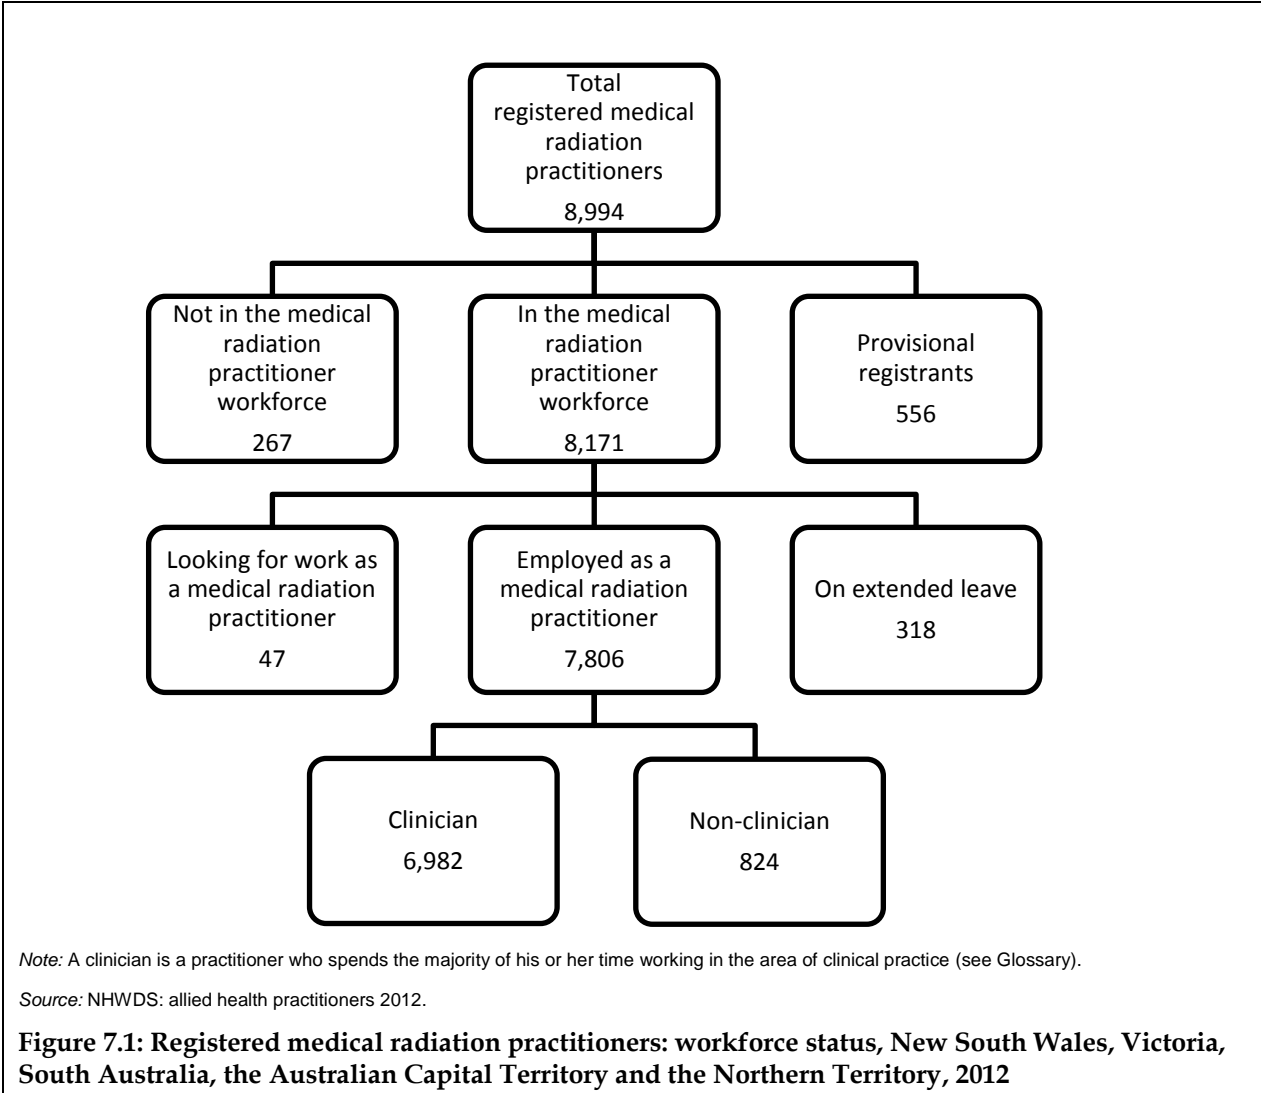 Total
registered medical
radiation
practitioners
8,994
Not in the medical
radiation
practitioner
workforce
267
In the medical
radiation
practitioner
workforce
8,171
Provisional
registrants
556
Looking for work as
a medical radiation
practitioner
47
Employed as a
medical radiation
practitioner
7,806
On extended leave
318
Clinician
6,982
Non-clinician
824
Note: A clinician is a practitioner who spends the majority of his or her time working in the area of clinical practice (see Glossary).
Source: NHWDS: allied health practitioners 2012.
Figure 7.1: Registered medical radiation practitioners: workforce status, New South Wales, Victoria,
South Australia, the Australian Capital Territory and the Northern Territory, 2012